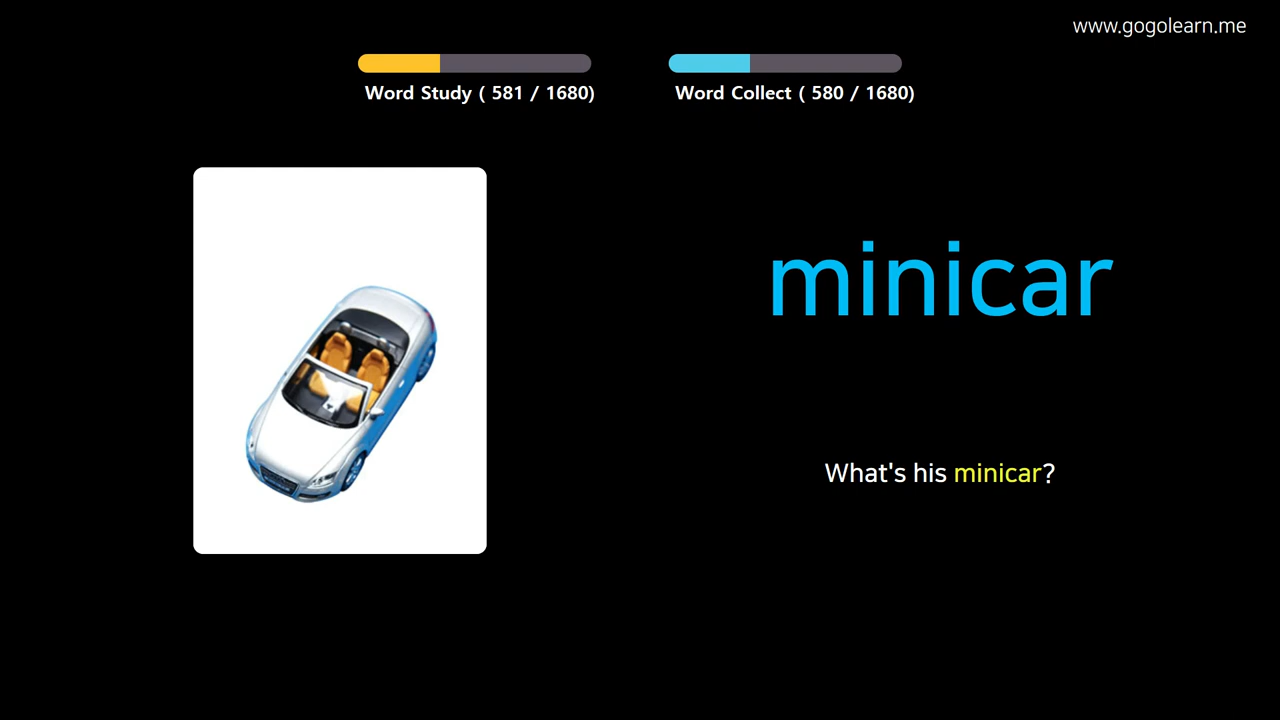 www.gogolearn.me
Word Study ( 581 / 1680)
Word Collect ( 580 / 1680)
minicar
What's his minicar?